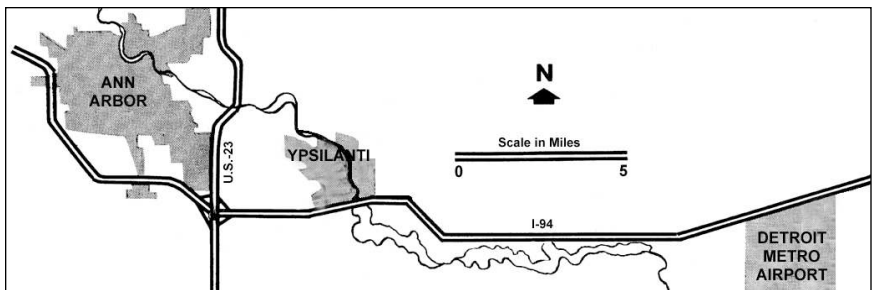 ANN
ARBOR
U.S.-23
YPSILANTI
N
Scale in Miles
0 5
I-94
DETROIT
METRO
AIRPORT